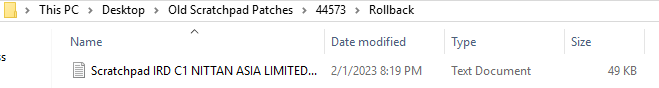 This PC > Desktop > Old Scratchpad Patches > 44573 > Rollback
Name Date modified Type Size
Scratchpad IRD C1 NITTAN ASIA LIMITED... 2/1/2023 8:19 PM Text Document 49 KB
ss